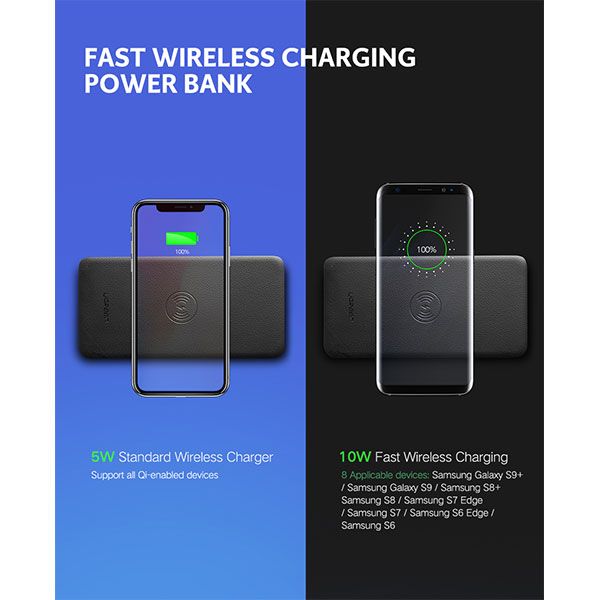 FAST WIRELESS CHARGING
POWER BANK
100%
100%
UGREEN
UGREEN
5W Standard Wireless Charger
Support all Qi-enabled devices
10W Fast Wireless Charging
8 Applicable devices: Samsung Galaxy S9+
/ Samsung Galaxy S9 / Samsung S8+
Samsung S8 / Samsung S7 Edge
/ Samsung S7 / Samsung S6 Edge /
Samsung S6